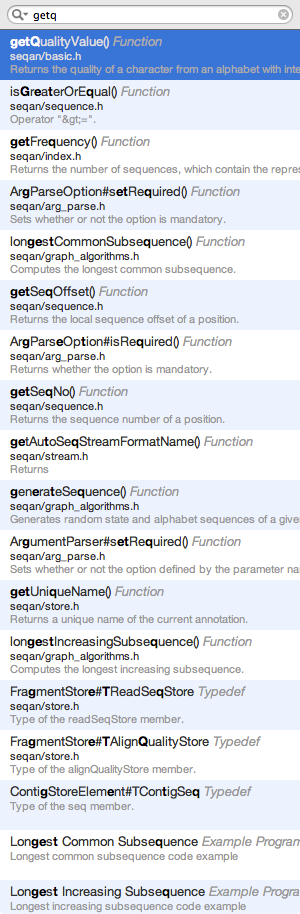 getq
getQualityValue() Function
seqan/basic.h
Returns the quality of a character from an alphabet with inte
isGreaterOrEqual() Function
seqan/sequence.h
Operator "&gt;=".
getFrequency() Function
seqan/index.h
Returns the number of sequences, which contain the repres
ArgParseOption#setRequired() Function
seqan/arg_parse.h
Sets whether or not the option is mandatory.
longestCommonSubsequence() Function
seqan/graph_algorithms.h
Computes the longest common subsequence.
getSeqOffset() Function
seqan/sequence.h
Returns the local sequence offset of a position.
ArgParseOption#isRequired() Function
seqan/arg_parse.h
Returns whether the option is mandatory.
getSeqNo() Function
seqan/sequence.h
Returns the sequence number of a position.
getAutoSeqStreamFormatName() Function
seqan/stream.h
Returns
generateSequence() Function
seqan/graph_algorithms.h
Generates random state and alphabet sequences of a give
ArgumentParser#setRequired() Function
seqan/arg_parse.h
Sets whether or not the option defined by the parameter na
getUniqueName() Function
seqan/store.h
Returns a unique name of the current annotation.
longestIncreasingSubsequence() Function
seqan/graph_algorithms.h
Computes the longest increasing subsequence.
FragmentStore#TReadSeqStore Typedef
seqan/store.h
Type of the readSeqStore member.
FragmentStore#TAlignQualityStore Typedef
seqan/store.h
Type of the alignQualityStore member.
ContigStoreElement#TContigSeq Typedef
Type of the seq member.
Longest Common Subsequence Example Program
Longest common subsequence code example
Longest Increasing Subsequence Example Progra
Longest increasing subsequence code example